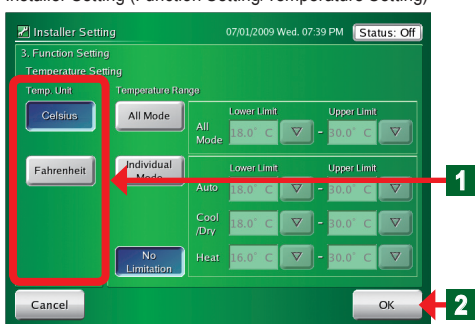 Installer Setting (Function Setting/Temperature Setting)
Installer Setting 07/01/2009 Wed. 07:39 PM Status: Off
3. Function Setting
Temperature Setting
Temp. Unit Temperature Range
Celsius All Mode Lower Limit Upper Limit
All Mode 18.0° C - 30.0° C
Fahrenheit Individual Mode Lower Limit Upper Limit
Auto 18.0° C - 30.0° C
1
Cool /Dry 18.0° C - 30.0° C
No Limitation Heat 16.0° C - 30.0° C
Cancel OK 2